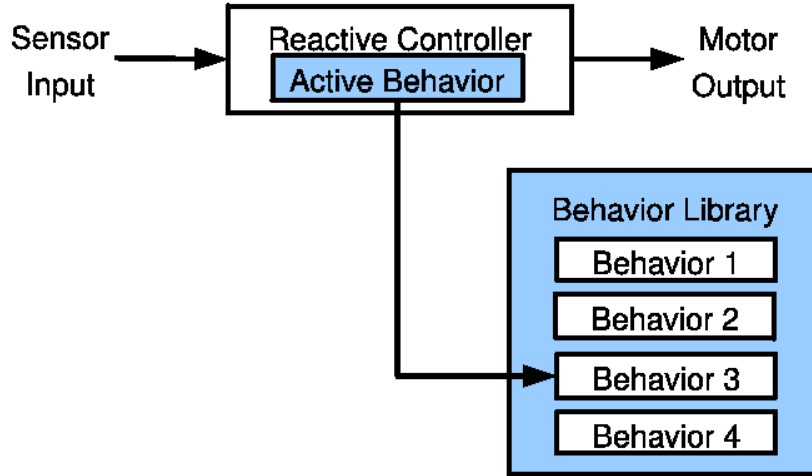 Sensor
Input
Reactive Controller
Active Behavior
Motor
Output
Behavior Library
Behavior 1
Behavior 2
Behavior 3
Behavior 4